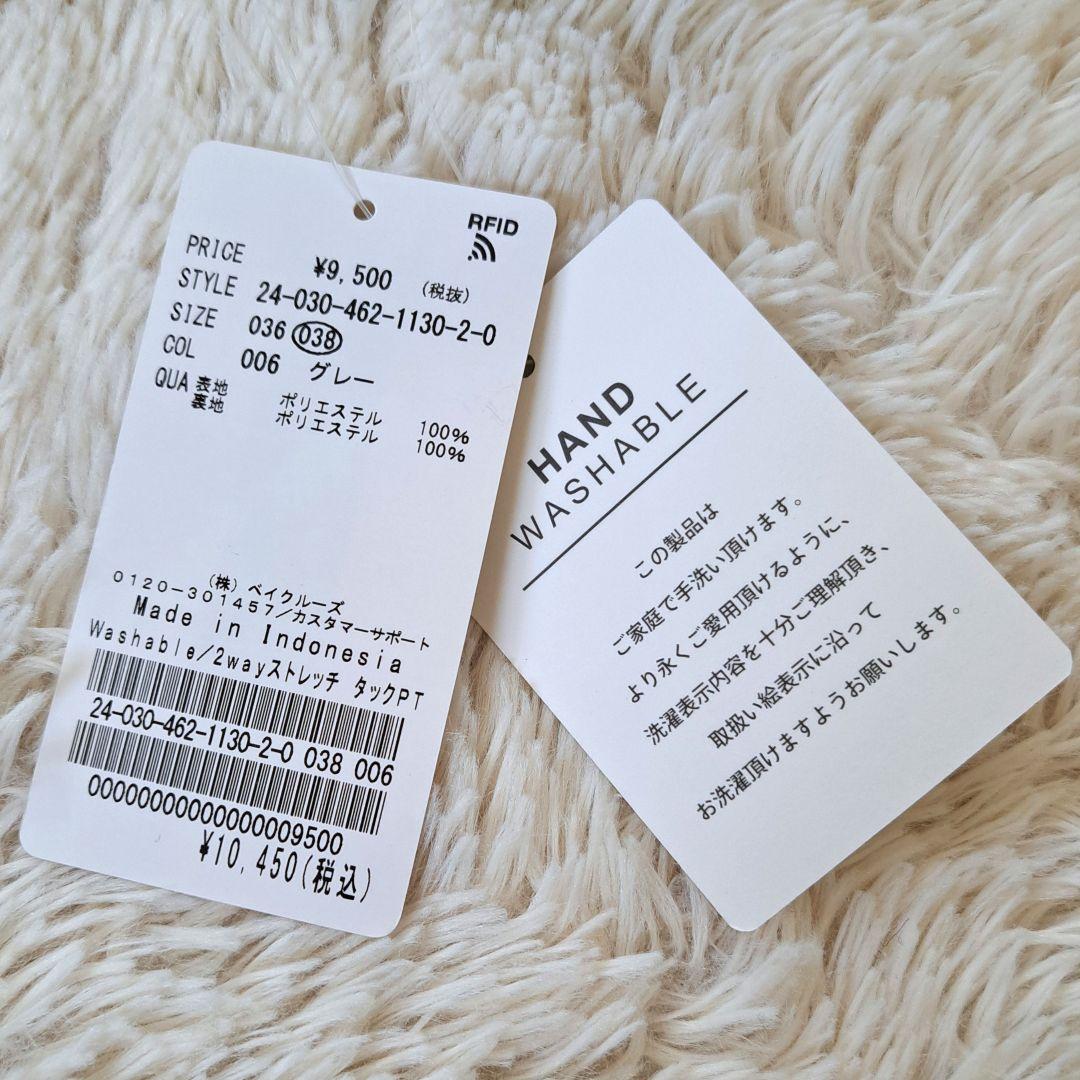 RFID
PRICE ¥9,500 (税抜)
STYLE 24-030-462-1130-2-0
SIZE 036 038
COL 006 グレー
QUA 表地 ポリエステル 100%
裏地 ポリエステル 100%
(株)ベイクルーズ
0120-301457/カスタマーサポート
Made in Indonesia
Washable/2wayストレッチ タックPT
24-030-462-1130-2-0 038 006
00000000000000009500
¥10,450(税込)
HAND
WASHABLE
この製品は
ご家庭で手洗い頂けます。
より永くご愛用頂けるように、
洗濯表示内容を十分ご理解頂き、
取扱い絵表示に沿って
お洗濯頂けますようお願いします。